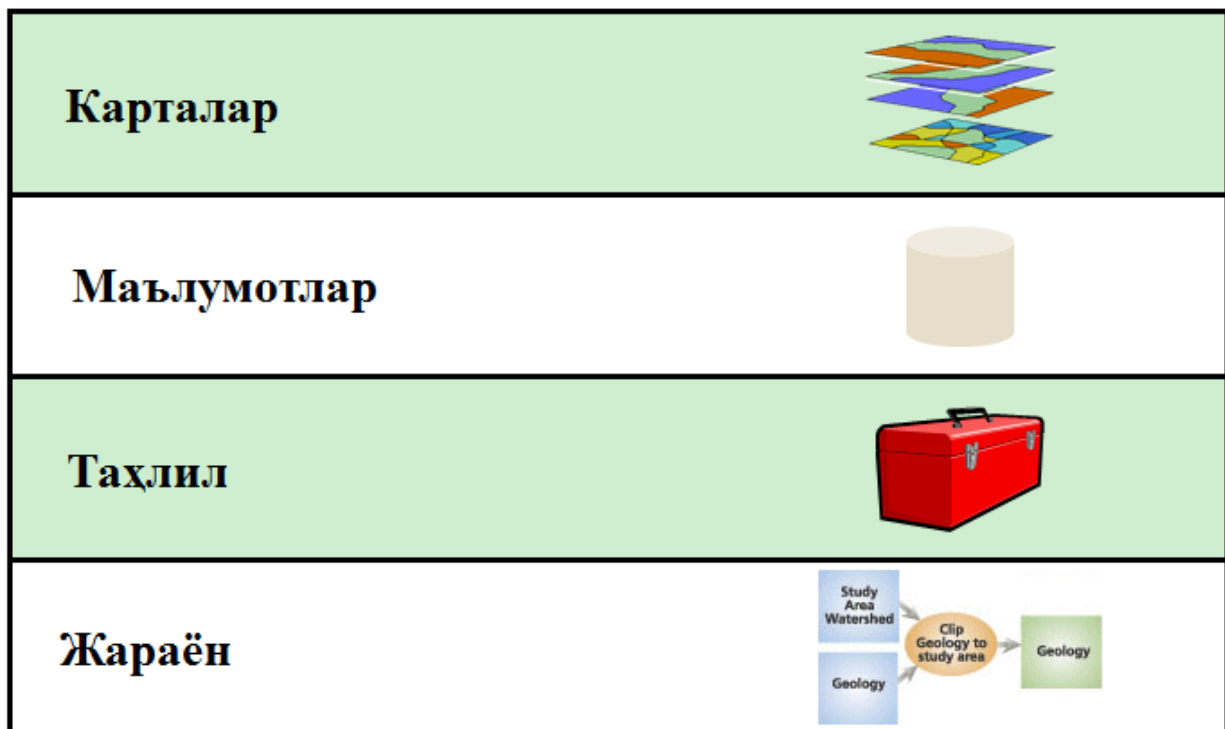 Карталар
Маълумотлар
Таҳлил
Жараён
Study
Area
Watershed
Geology
Clip
Geology to
study area
Geology